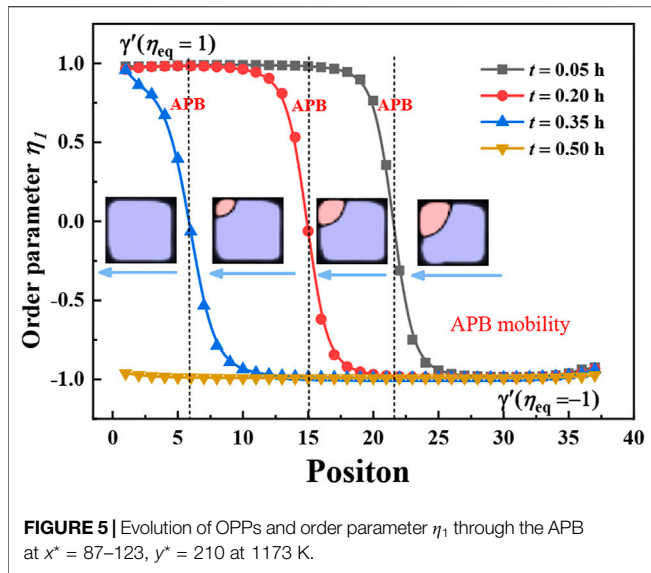 γ′(ηeq = 1)
t = 0.05 h
t = 0.20 h
t = 0.35 h
t = 0.50 h
APB
APB
APB
1.0
0.5
0.0
-0.5
-1.0
Order parameter η1
APB mobility
γ′(ηeq =–1)
0
5
10
15
20
25
30
35
40
Positon
FIGURE 5 | Evolution of OPPs and order parameter η1 through the APB
at x* = 87–123, y* = 210 at 1173 K.